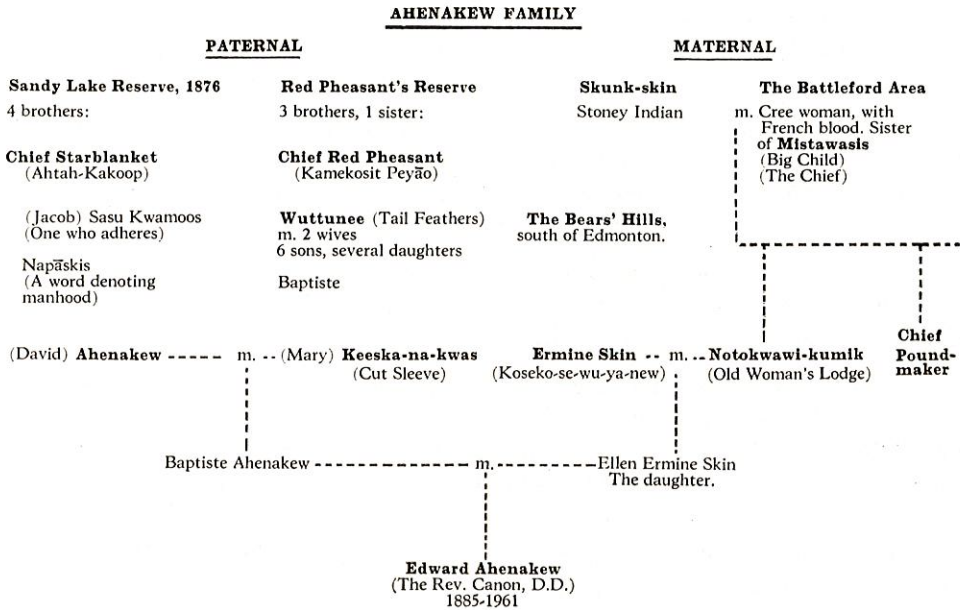 AHENAKEW FAMILY
PATERNAL
MATERNAL
Sandy Lake Reserve, 1876
4 brothers:
Chief Starblanket
(Ahtah-Kakoop)
(Jacob) Sasu Kwamoos
(One who adheres)
Napāskis
(A word denoting
manhood)
Red Pheasant's Reserve
3 brothers, 1 sister:
Chief Red Pheasant
(Kamekosit Peyāo)
Wuttunee (Tail Feathers)
m. 2 wives
6 sons, several daughters
Baptiste
Skunk-skin
Stoney Indian
The Bears' Hills,
south of Edmonton.
The Battleford Area
m. Cree woman, with
French blood. Sister
of Mistawasis
(Big Child)
(The Chief)
(David) Ahenakew ----- m. -- (Mary) Keeska-na-kwas
(Cut Sleeve)
Ermine Skin -- m. -- Notokwawi-kumik
(Koseko-se-wu-ya-new)
(Old Woman's Lodge)
Chief
Pound-
maker
Baptiste Ahenakew ---------------- m. ---------- Ellen Ermine Skin
The daughter.
Edward Ahenakew
(The Rev. Canon, D.D.)
1885-1961